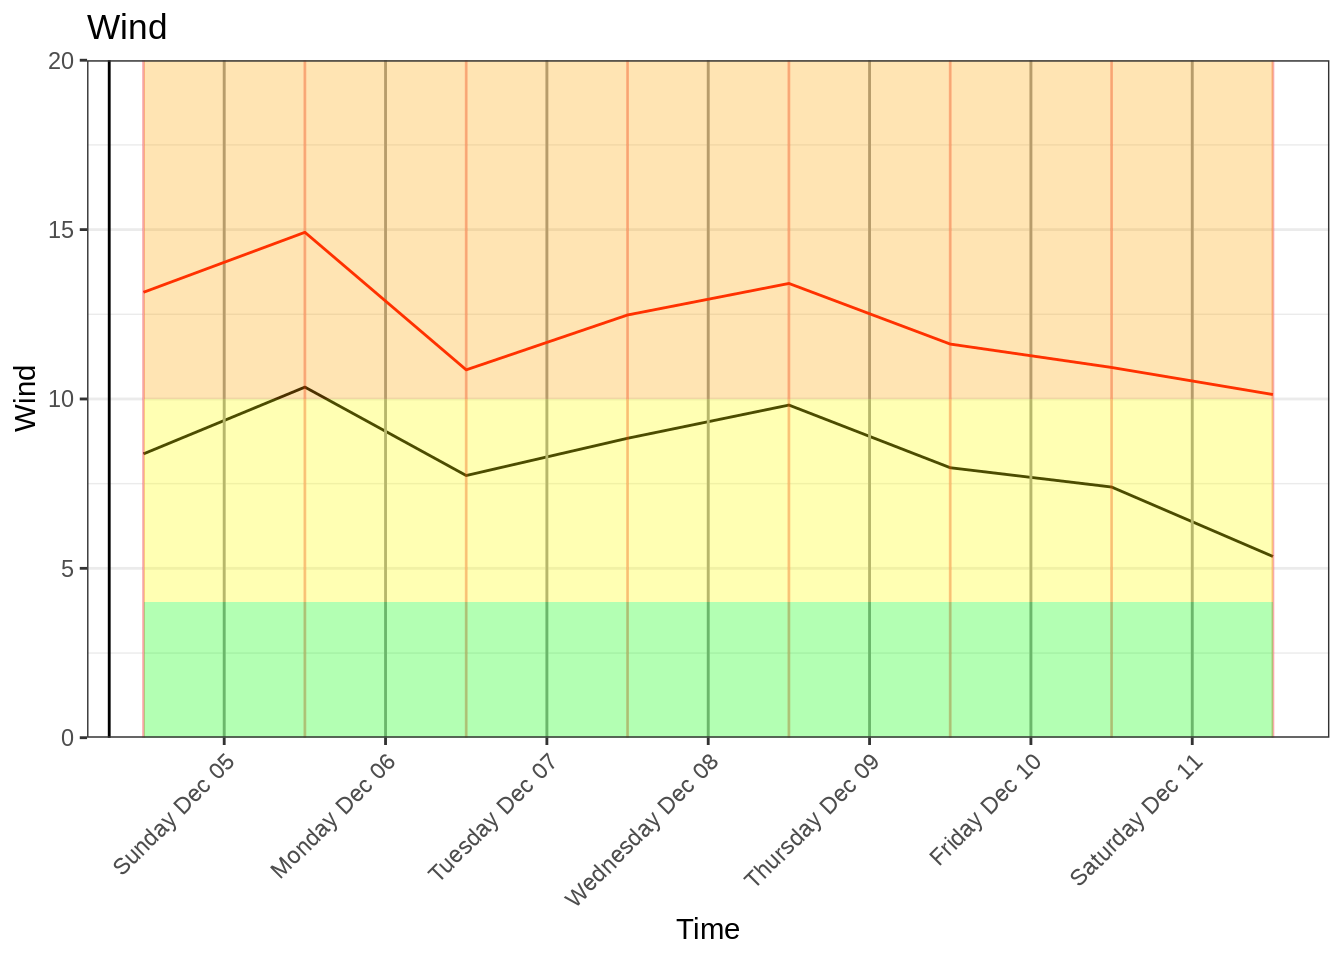 Wind
20
15
10
5
0
Wind
Sunday Dec 05
Monday Dec 06
Tuesday Dec 07
Wednesday Dec 08
Thursday Dec 09
Friday Dec 10
Saturday Dec 11
Time